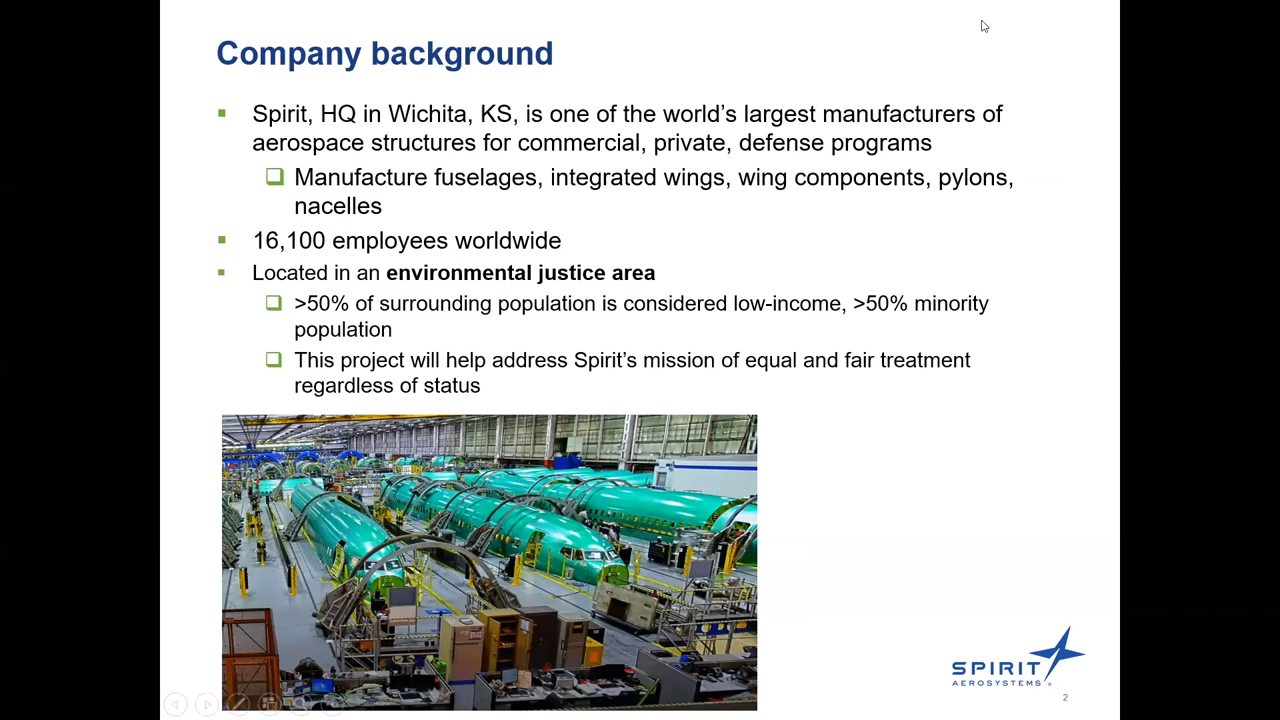 Company background
Spirit, HQ in Wichita, KS, is one of the world’s largest manufacturers of
aerospace structures for commercial, private, defense programs
Manufacture fuselages, integrated wings, wing components, pylons,
nacelles
16,100 employees worldwide
Located in an environmental justice area
>50% of surrounding population is considered low-income, >50% minority
population
This project will help address Spirit’s mission of equal and fair treatment
regardless of status
SPIRIT
AEROSYSTEMS
2